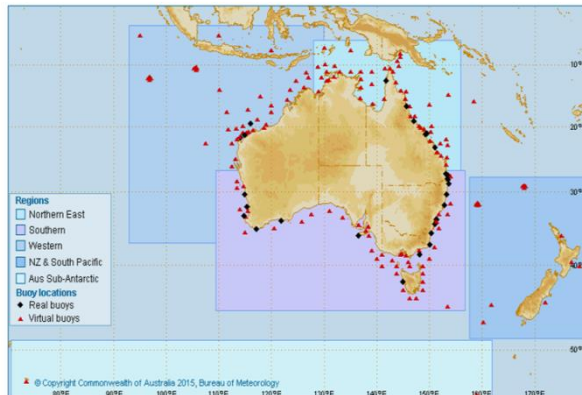 10°S
20°S
30°S
40°S
50°S
Regions
Northern East
Southern
Western
NZ & South Pacific
Aus Sub-Antarctic
Buoy locations
Real buoys
Virtual buoys
© Copyright Commonwealth of Australia 2015, Bureau of Meteorology